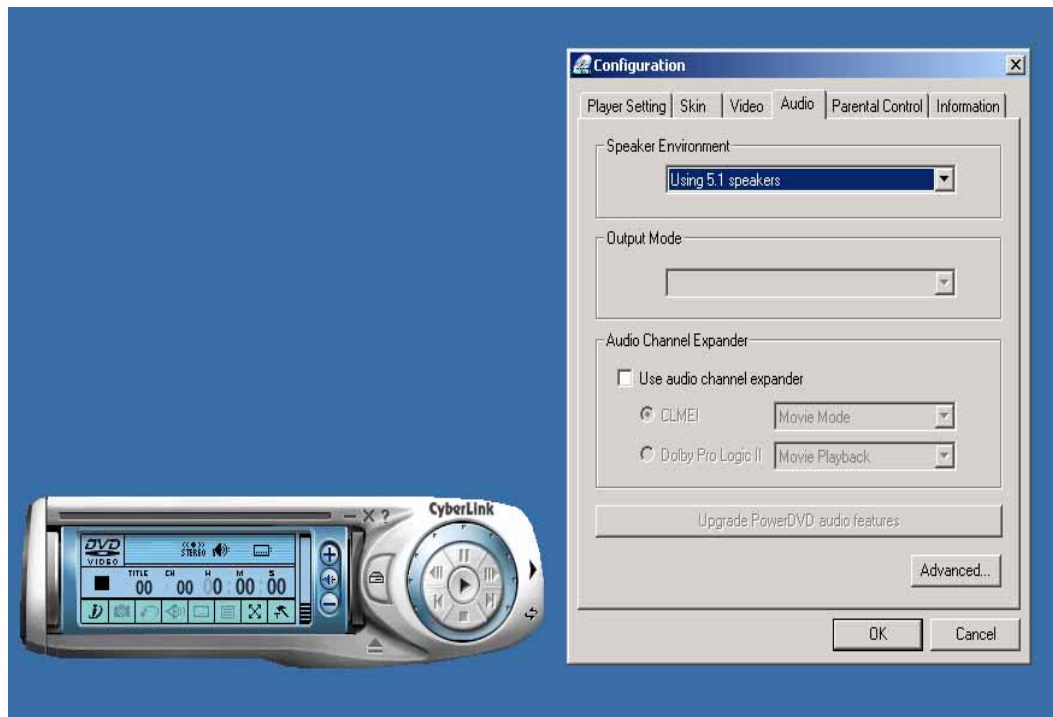 Configuration
Player Setting Skin Video Audio Parental Control Information
Speaker Environment
Using 5.1 speakers
Output Mode
Audio Channel Expander
Use audio channel expander
CLMEI Movie Mode
Dolby Pro Logic II Movie Playback
Upgrade PowerDVD audio features
Advanced...
OK Cancel
CyberLink
DVD
VIDEO
STEREO
TITLE CH H M S
00 00 00:00:00